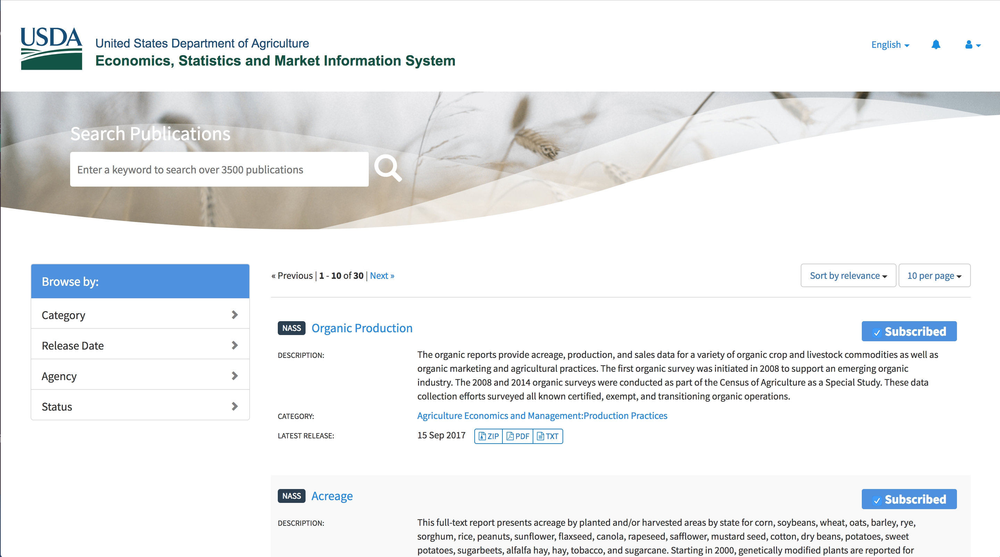 USDA
United States Department of Agriculture
Economics, Statistics and Market Information System
English
Search Publications
Enter a keyword to search over 3500 publications
Browse by:
Category
Release Date
Agency
Status
« Previous | 1 - 10 of 30 | Next »
Sort by relevance
10 per page
NASS Organic Production
Subscribed
DESCRIPTION:
The organic reports provide acreage, production, and sales data for a variety of organic crop and livestock commodities as well as
organic marketing and agricultural practices. The first organic survey was initiated in 2008 to support an emerging organic
industry. The 2008 and 2014 organic surveys were conducted as part of the Census of Agriculture as a Special Study. These data
collection efforts surveyed all known certified, exempt, and transitioning organic operations.
CATEGORY:
Agriculture Economics and Management:Production Practices
LATEST RELEASE:
15 Sep 2017 ZIP PDF TXT
NASS Acreage
Subscribed
DESCRIPTION:
This full-text report presents acreage by planted and/or harvested areas by state for corn, soybeans, wheat, oats, barley, rye,
sorghum, rice, peanuts, sunflower, flaxseed, canola, rapeseed, safflower, mustard seed, cotton, dry beans, potatoes, sweet
potatoes, sugarbeets, alfalfa hay, hay, tobacco, and sugarcane. Starting in 2000, genetically modified plants are reported for